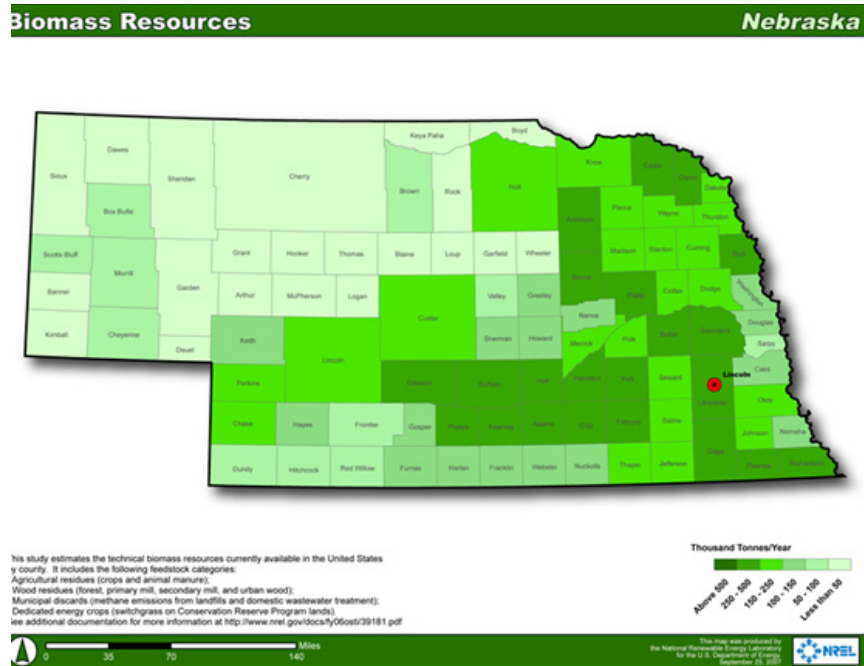 Biomass Resources
Nebraska
Boyd
Keya Paha
Dawes
Knox
Cedar
Dixon
Sioux
Sheridan
Cherry
Holt
Dakota
Brown
Rock
Box Butte
Antelope
Pierce
Wayne
Thurston
Scotts Bluff
Grant
Hooker
Thomas
Blaine
Loup
Garfield
Wheeler
Madison
Stanton
Cuming
Burt
Morrill
Banner
Garden
Arthur
McPherson
Logan
Valley
Greeley
Boone
Platte
Colfax
Dodge
Washington
Custer
Nance
Kimball
Cheyenne
Deuel
Keith
Lincoln
Sherman
Howard
Merrick
Polk
Butler
Saunders
Douglas
Sarpy
Perkins
Dawson
Buffalo
Hall
Hamilton
York
Seward
Lincoln
Lancaster
Cass
Otoe
Chase
Hayes
Frontier
Gosper
Phelps
Kearney
Adams
Clay
Fillmore
Saline
Johnson
Nemaha
Dundy
Hitchcock
Red Willow
Furnas
Harlan
Franklin
Webster
Nuckolls
Thayer
Jefferson
Gage
Pawnee
Richardson
his study estimates the technical biomass resources currently available in the United States
y county. It includes the following feedstock categories:
Agricultural residues (crops and animal manure);
Wood residues (forest, primary mill, secondary mill, and urban wood);
Municipal discards (methane emissions from landfills and domestic wastewater treatment);
Dedicated energy crops (switchgrass on Conservation Reserve Program lands).
See additional documentation for more information at http://www.nrel.gov/docs/fy06osti/39181.pdf
Thousand Tonnes/Year
Above 500
250 - 500
150 - 250
100 - 150
50 - 100
Less than 50
Miles
0 35 70 140
This map was produced by
the National Renewable Energy Laboratory
for the U.S. Department of Energy.
September 25, 2007
NREL